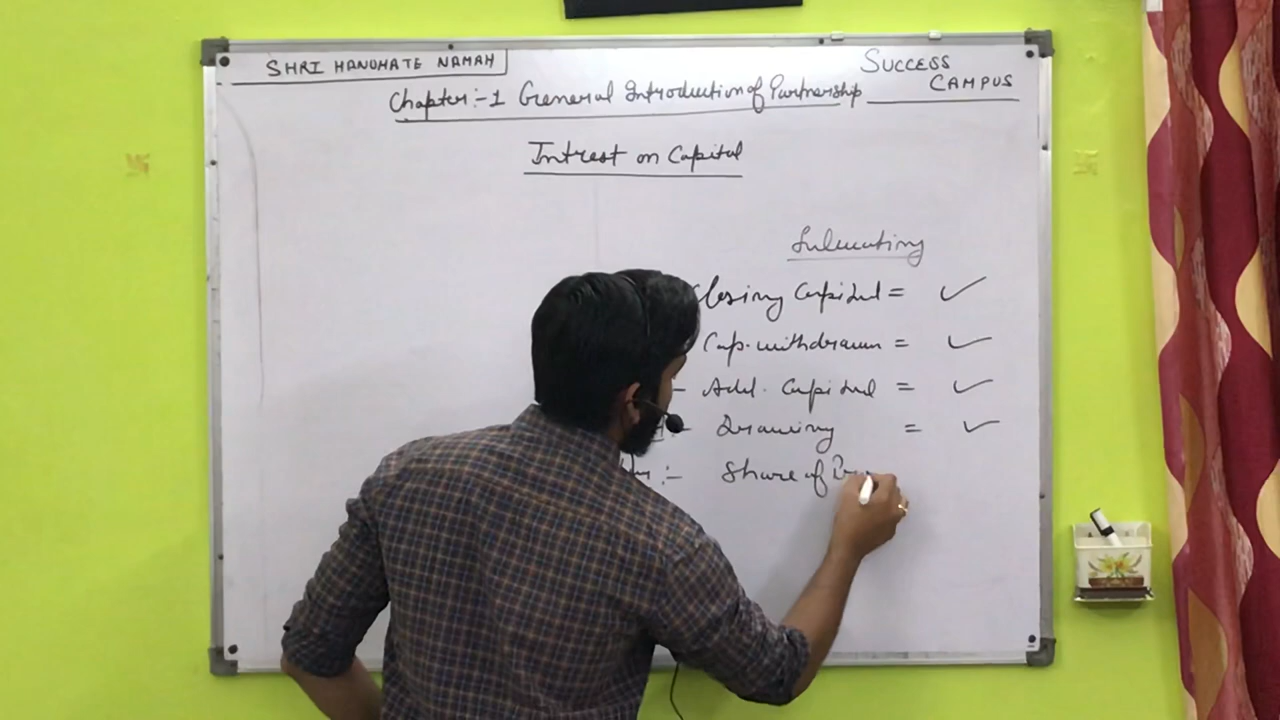 SHRI HANUMATE NAMAH
SUCCESS CAMPUS
Chapter:-1 General Introduction of Partnership
Intrest on Capital
Closing Capital = ✓
Cap. withdrawn = ✓
- Add. Capital = ✓
:- Drawing = ✓
:- Share of